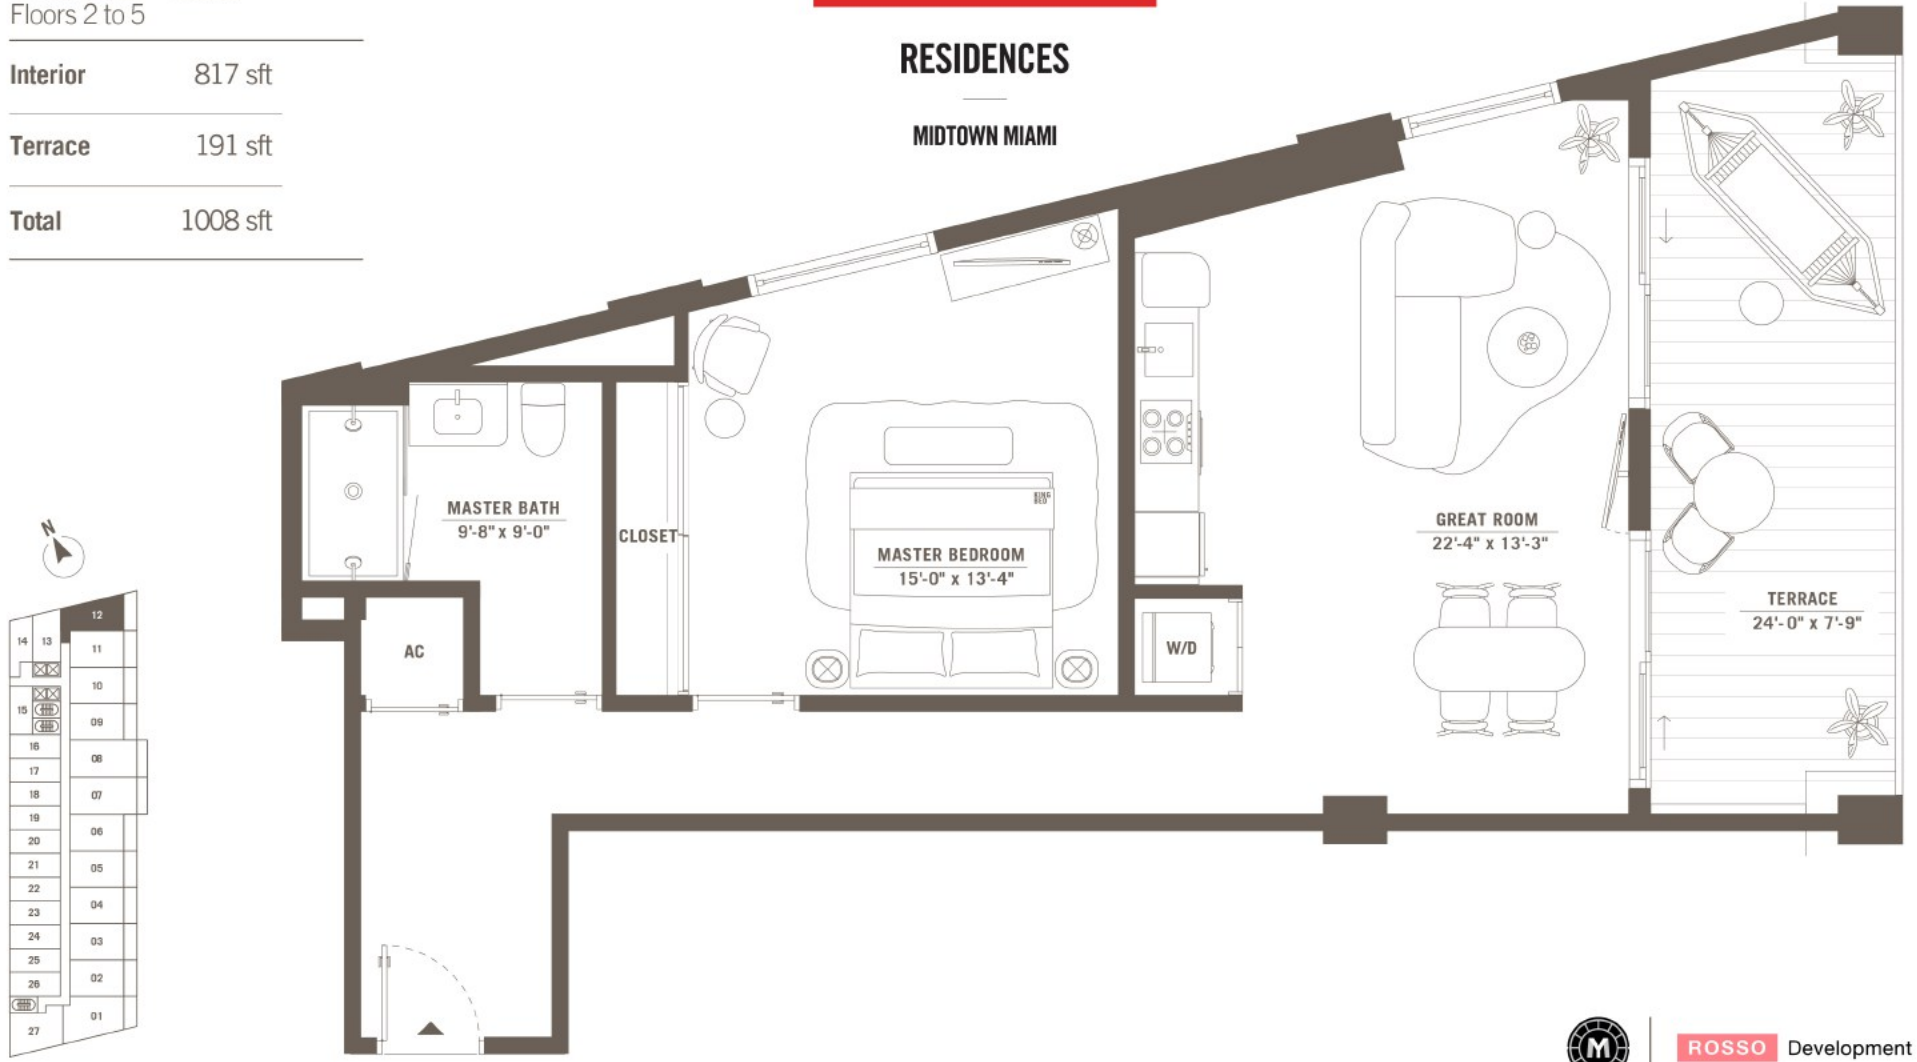 Floors 2 to 5
Interior 817 sft
Terrace 191 sft
Total 1008 sft
RESIDENCES
MIDTOWN MIAMI
MASTER BATH
9'-8" x 9'-0"
CLOSET
KING
BED
MASTER BEDROOM
15'-0" x 13'-4"
GREAT ROOM
22'-4" x 13'-3"
TERRACE
24'-0" x 7'-9"
AC
W/D
N
12
14
13
11
10
15
09
16
08
17
18
07
19
20
06
21
05
22
23
04
24
03
25
26
02
27
01
M
ROSSO Development